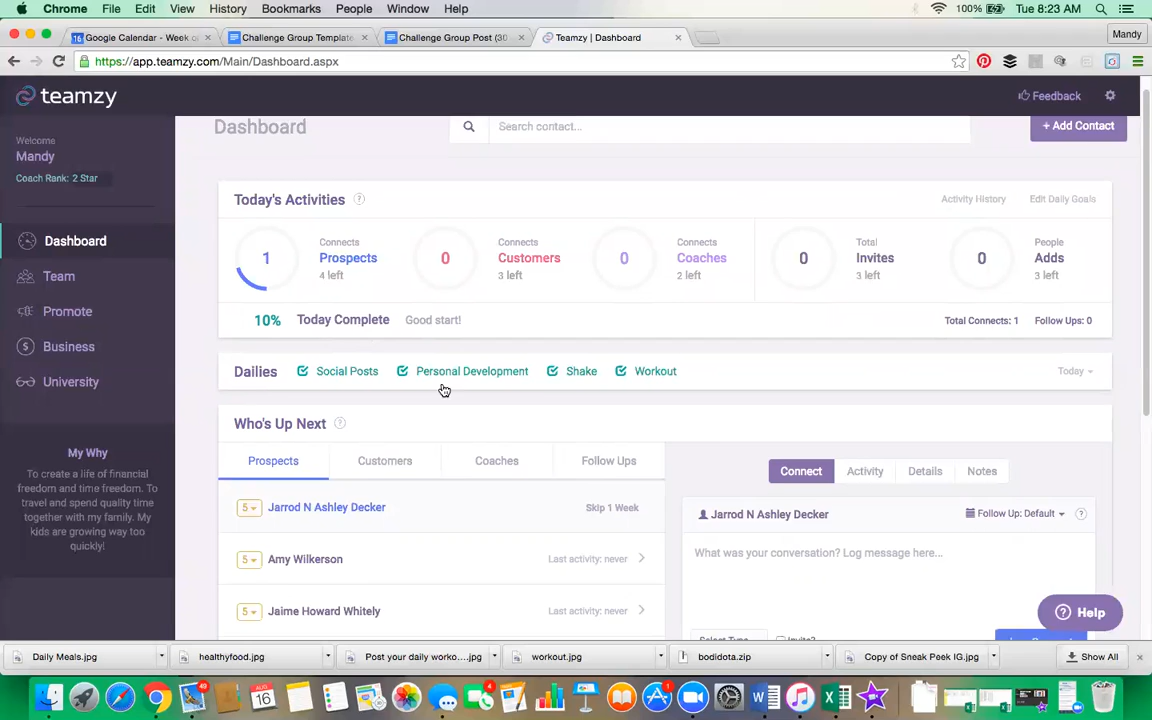 Chrome File Edit View History Bookmarks People Window Help 100% Tue 8:23 AM
Google Calendar - Week o Challenge Group Template Challenge Group Post (30 Teamzy | Dashboard Mandy
https://app.teamzy.com/Main/Dashboard.aspx
teamzy Feedback
Dashboard Search contact... + Add Contact
Welcome
Mandy
Coach Rank: 2 Star
Dashboard
Team
Promote
Business
University
My Why
To create a life of financial
freedom and time freedom. To
travel and spend quality time
together with my family. My
kids are growing way too
quickly!
Today's Activities ? Activity History Edit Daily Goals
1 Connects Prospects 4 left
0 Connects Customers 3 left
0 Connects Coaches 2 left
0 Total Invites 3 left
0 People Adds 3 left
10% Today Complete Good start! Total Connects: 1 Follow Ups: 0
Dailies Social Posts Personal Development Shake Workout Today
Who's Up Next ?
Prospects Customers Coaches Follow Ups
5 Jarrod N Ashley Decker Skip 1 Week
5 Amy Wilkerson Last activity: never
5 Jaime Howard Whitely Last activity: never
Connect Activity Details Notes
Jarrod N Ashley Decker Follow Up: Default ?
What was your conversation? Log message here...
Select Type Invite?
Help
Daily Meals.jpg healthyfood.jpg Post your daily worko....jpg workout.jpg bodidota.zip Copy of Sneak Peek IG.jpg Show All
49 AUG 16 4 1